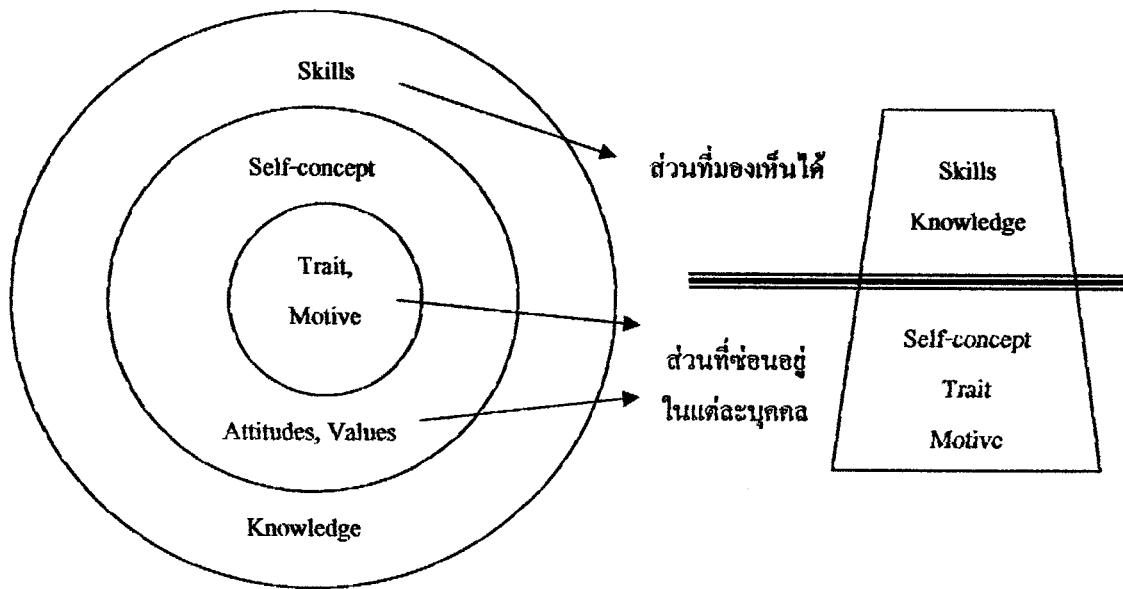 Skills
Self-concept
Trait,
Motive
Attitudes, Values
Knowledge
ส่วนที่มองเห็นได้
ส่วนที่ซ่อนอยู่
ในแต่ละบุคคล
Skills
Knowledge
Self-concept
Trait
Motive